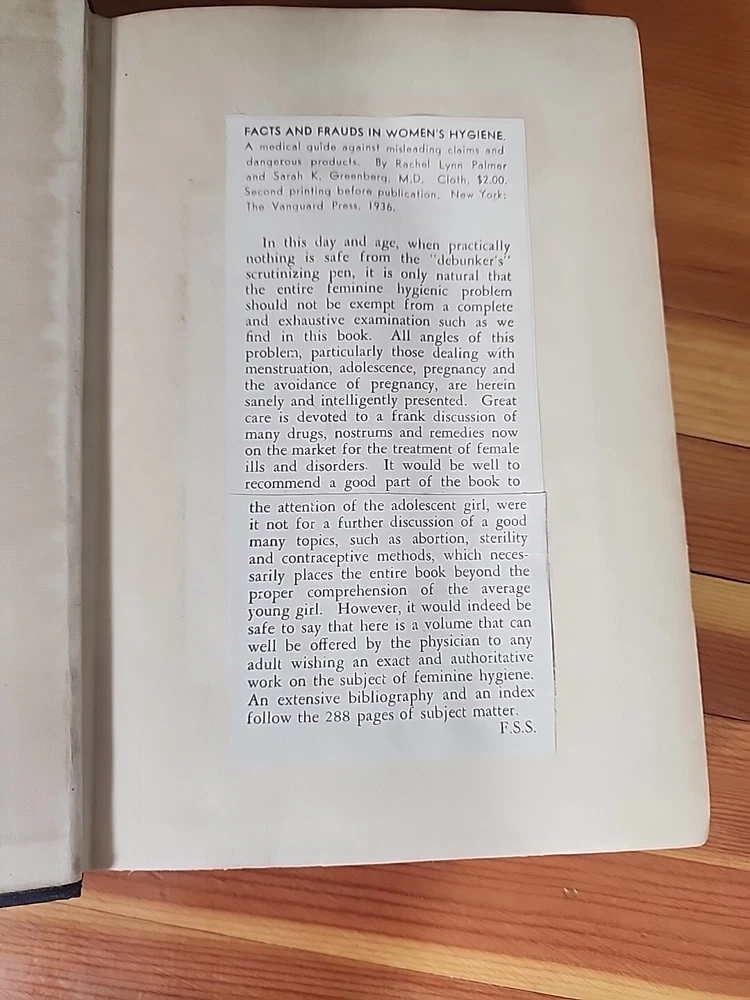 FACTS AND FRAUDS IN WOMEN'S HYGIENE.
A medical guide against misleading claims and
dangerous products. By Rachel Lynn Palmer
and Sarah K. Greenberg, M.D. Cloth, $2.00.
Second printing before publication. New York:
The Vanguard Press, 1936.
In this day and age, when practically
nothing is safe from the "debunker's"
scrutinizing pen, it is only natural that
the entire feminine hygienic problem
should not be exempt from a complete
and exhaustive examination such as we
find in this book. All angles of this
problem, particularly those dealing with
menstruation, adolescence, pregnancy and
the avoidance of pregnancy, are herein
sanely and intelligently presented. Great
care is devoted to a frank discussion of
many drugs, nostrums and remedies now
on the market for the treatment of female
ills and disorders. It would be well to
recommend a good part of the book to
the attention of the adolescent girl, were
it not for a further discussion of a good
many topics, such as abortion, sterility
and contraceptive methods, which neces-
sarily places the entire book beyond the
proper comprehension of the average
young girl. However, it would indeed be
safe to say that here is a volume that can
well be offered by the physician to any
adult wishing an exact and authoritative
work on the subject of feminine hygiene.
An extensive bibliography and an index
follow the 288 pages of subject matter.
F.S.S.